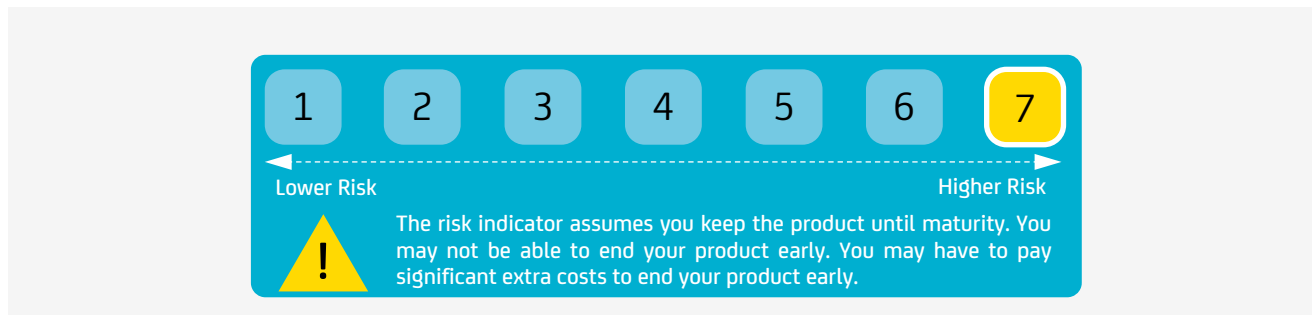 1 2 3 4 5 6 7
Lower Risk Higher Risk
The risk indicator assumes you keep the product until maturity. You
may not be able to end your product early. You may have to pay
significant extra costs to end your product early.
!